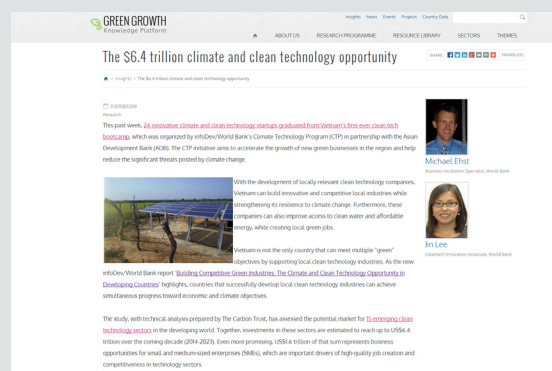 Insights News Events Projects Country Data
GREEN GROWTH
Knowledge Platform
ABOUT US RESEARCH PROGRAMME RESOURCE LIBRARY SECTORS THEMES
The $6.4 trillion climate and clean technology opportunity
SHARE TRANSLATE
» Insights » The $6.4 trillion climate and clean technology opportunity
31 OCTOBER 2014
Research
This past week, 24 innovative climate and clean technology startups graduated from Vietnam's first-ever clean tech
bootcamp, which was organized by infoDev/World Bank's Climate Technology Program (CTP) in partnership with the Asian
Development Bank (ADB). The CTP initiative aims to accelerate the growth of new green businesses in the region and help
reduce the significant threats posted by climate change.
Michael Ehst
Business Incubation Specialist, World Bank
With the development of locally relevant clean technology companies,
Vietnam can build innovative and competitive local industries while
strengthening its resilience to climate change. Furthermore, these
companies can also improve access to clean water and affordable
energy, while creating local green jobs.
Jin Lee
Cleantech Innovation Associate, World Bank
Vietnam is not the only country that can meet multiple "green"
objectives by supporting local clean technology industries. As the new
infoDev/World Bank report 'Building Competitive Green Industries: The Climate and Clean Technology Opportunity in
Developing Countries' highlights, countries that successfully develop local clean technology industries can achieve
simultaneous progress toward economic and climate objectives.
The study, with technical analysis prepared by The Carbon Trust, has assessed the potential market for 15 emerging clean
technology sectors in the developing world. Together, investments in these sectors are estimated to reach up to US$6.4
trillion over the coming decade (2014-2023). Even more promising, US$1.6 trillion of that sum represents business
opportunities for small and medium-sized enterprises (SMEs), which are important drivers of high-quality job creation and
competitiveness in technology sectors.